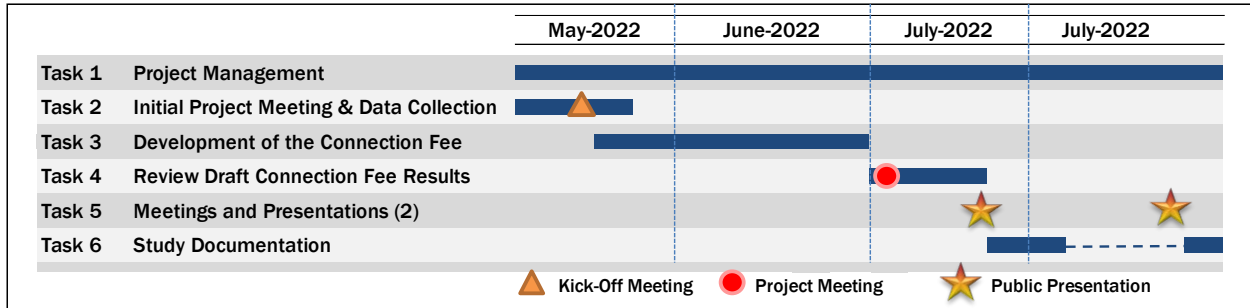 May-2022 June-2022 July-2022 July-2022
Task 1 Project Management
Task 2 Initial Project Meeting & Data Collection
Task 3 Development of the Connection Fee
Task 4 Review Draft Connection Fee Results
Task 5 Meetings and Presentations (2)
Task 6 Study Documentation
Kick-Off Meeting Project Meeting Public Presentation